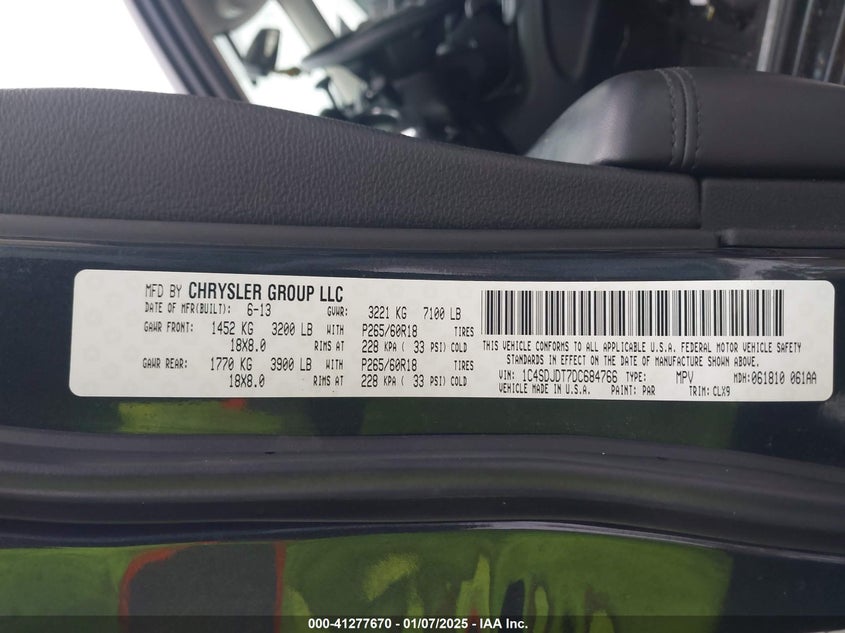 MFD BY CHRYSLER GROUP LLC
DATE OF MFR(BUILT): 6-13 GVWR: 3221 KG 7100 LB
GAWR FRONT: 1452 KG 3200 LB WITH P265/60R18 TIRES
18X8.0 RIMS AT 228 KPA ( 33 PSI) COLD
GAWR REAR: 1770 KG 3900 LB WITH P265/60R18 TIRES
18X8.0 RIMS AT 228 KPA ( 33 PSI) COLD
THIS VEHICLE CONFORMS TO ALL APPLICABLE U.S.A. FEDERAL MOTOR VEHICLE SAFETY
STANDARDS IN EFFECT ON THE DATE OF MANUFACTURE SHOWN ABOVE.
VIN: 1C4SDJDT7DC684766 TYPE: MPV MDH:061810 061AA
VEHICLE MADE IN U.S.A. PAINT: PAR TRIM: CLX9
000-41277670 - 01/07/2025 - IAA Inc.